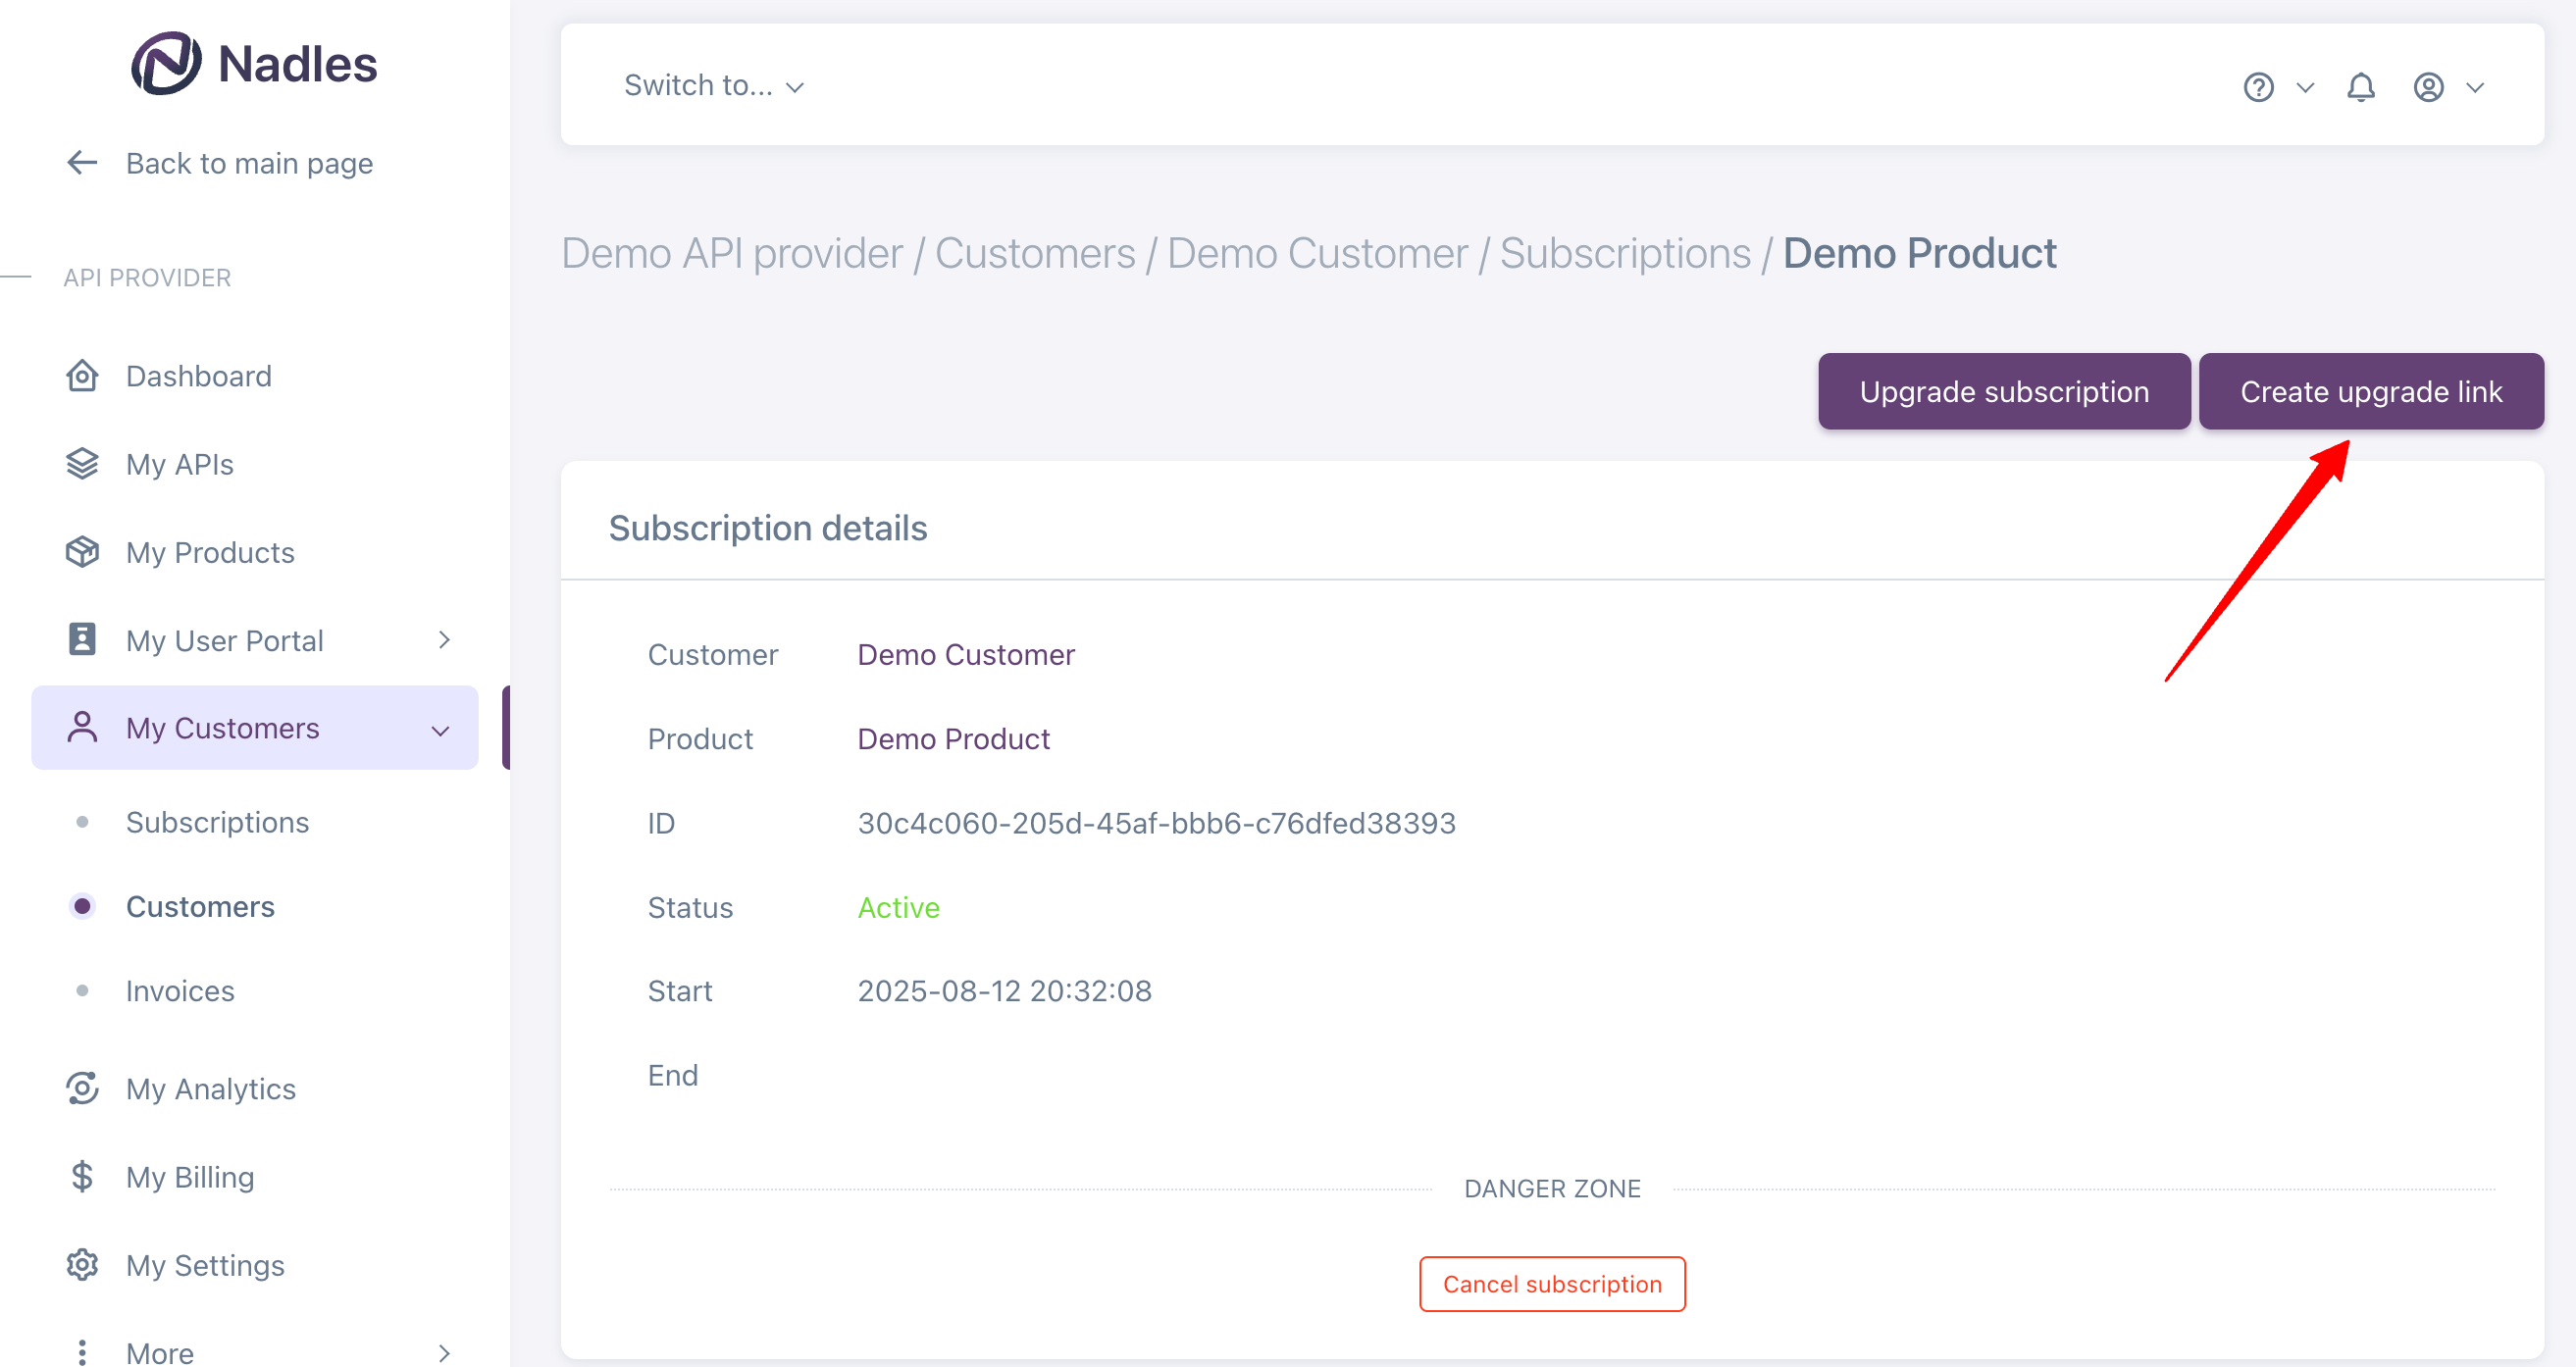 Nadles
Back to main page
API PROVIDER
Dashboard
My APIs
My Products
My User Portal
My Customers
Subscriptions
Customers
Invoices
My Analytics
My Billing
My Settings
More
Switch to...
Demo API provider / Customers / Demo Customer / Subscriptions / Demo Product
Upgrade subscription Create upgrade link
Subscription details
Customer Demo Customer
Product Demo Product
ID 30c4c060-205d-45af-bbb6-c76dfed38393
Status Active
Start 2025-08-12 20:32:08
End
DANGER ZONE
Cancel subscription